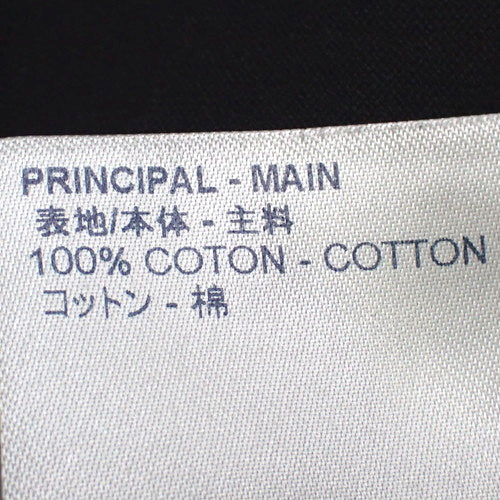 PRINCIPAL - MAIN
表地/本体 - 主料
100% COTON - COTTON
コットン - 棉